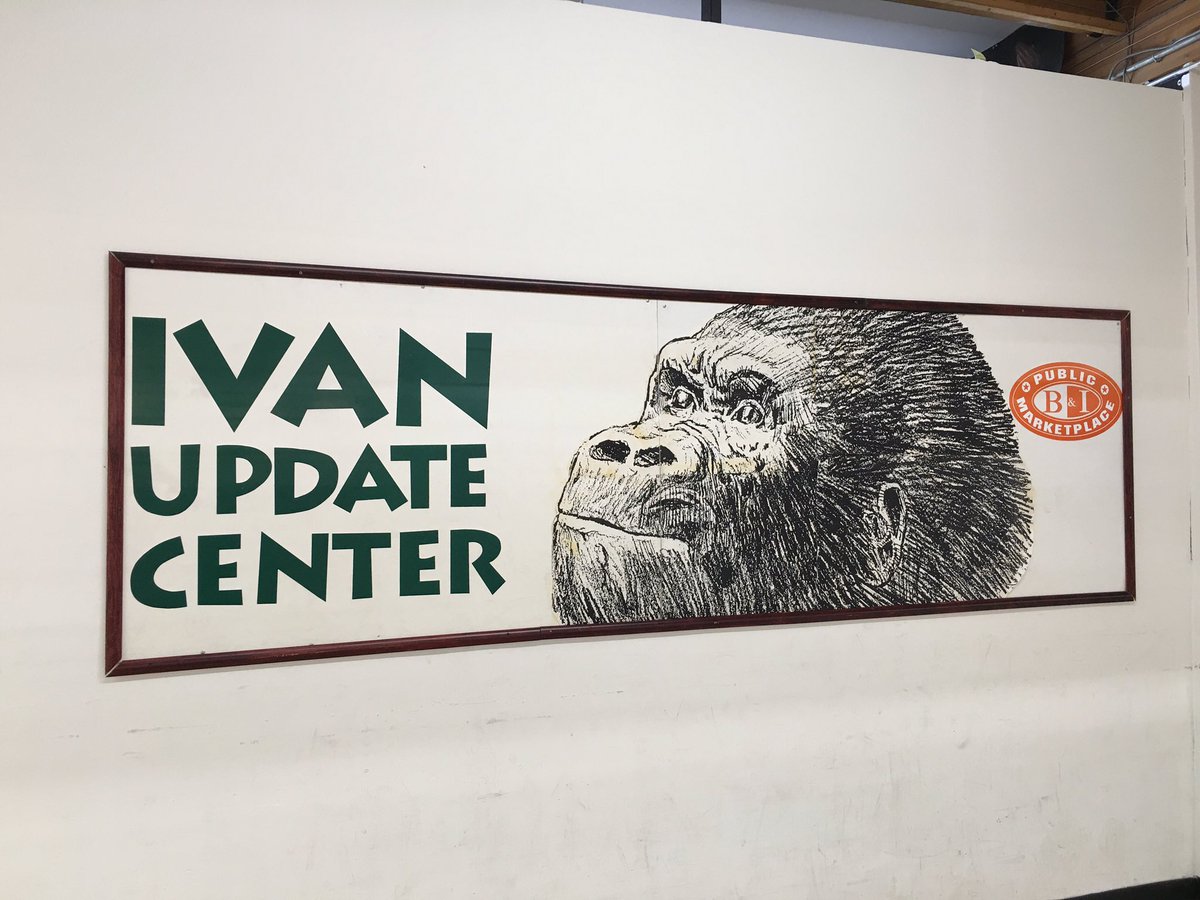 IVAN
UPDATE
CENTER
PUBLIC
B&I
MARKETPLACE